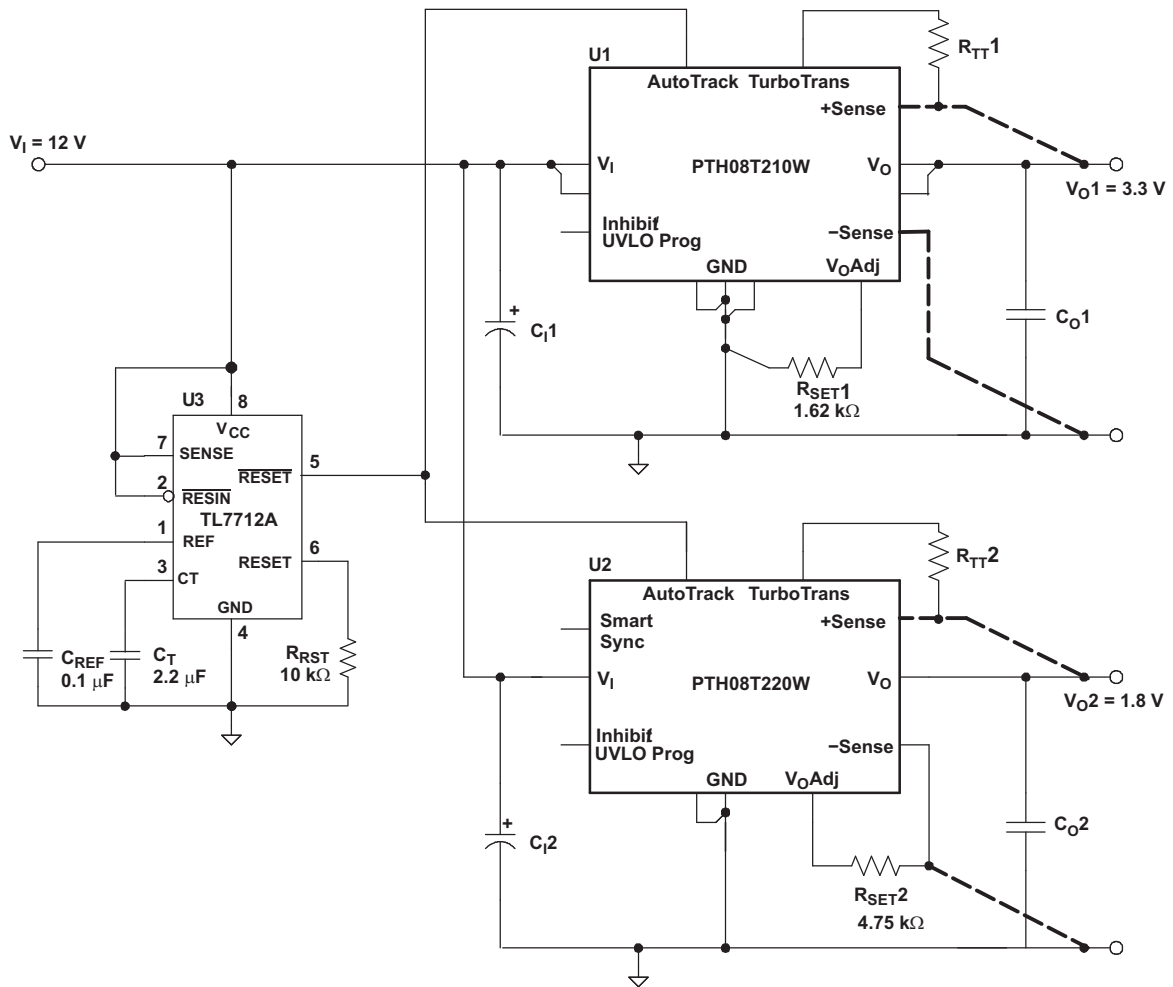 V_I = 12 V
U1
AutoTrack TurboTrans
R_TT1
+Sense
V_I
PTH08T210W
V_O
V_O1 = 3.3 V
Inhibit/
UVLO Prog
−Sense
GND
V_OAdj
+
C_I1
R_SET1
1.62 kΩ
C_O1
U3
8
V_CC
7
SENSE
5
RESET
2
RESIN
TL7712A
1
REF
6
RESET
3
CT
GND
4
C_REF
0.1 μF
C_T
2.2 μF
R_RST
10 kΩ
U2
AutoTrack TurboTrans
R_TT2
Smart
Sync
+Sense
V_I
PTH08T220W
V_O
V_O2 = 1.8 V
Inhibit/
UVLO Prog
−Sense
GND
V_OAdj
+
C_I2
R_SET2
4.75 kΩ
C_O2